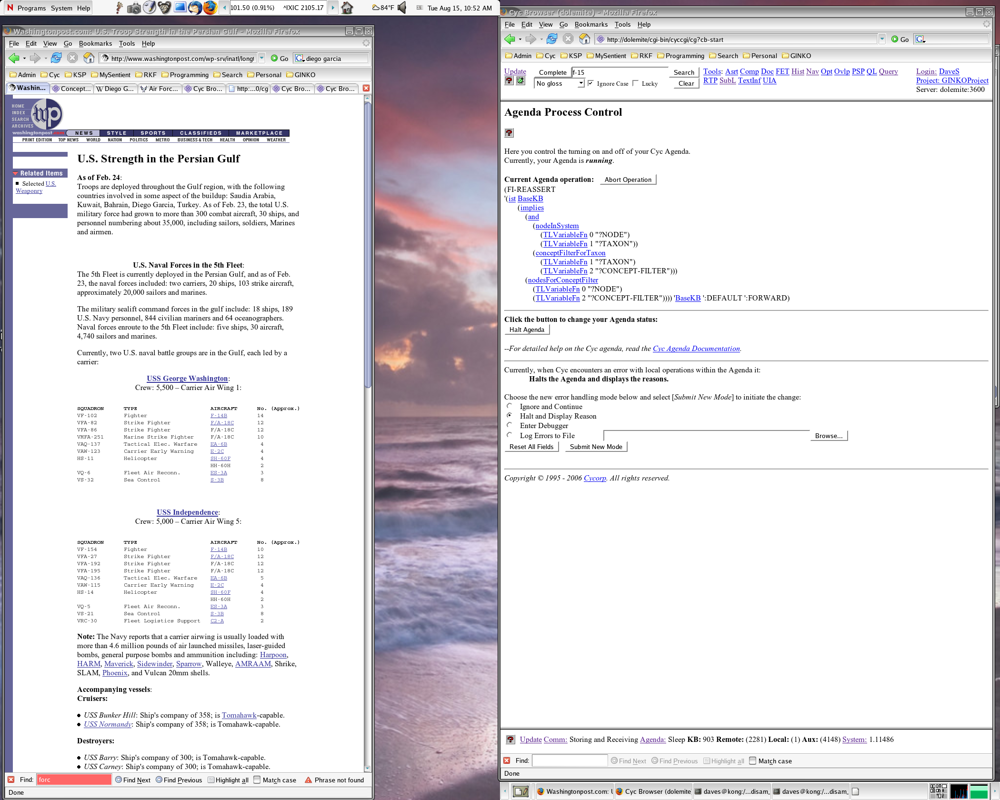 Programs System Help
101.50 (0.91%) ^IXIC 2105.17
84°F
Tue Aug 15, 10:52 AM
Washingtonpost.com: U.S. Troop Strength in the Persian Gulf - Mozilla Firefox
File Edit View Go Bookmarks Tools Help
http://www.washingtonpost.com/wp-srv/inatl/longt
Go
diego garcia
Admin Cyc KSP MySentient RKF Programming Search Personal GINKO
Washin... Concept... Diego G... Air Forc... Cyc Bro... http:...0/cg Cyc Bro... Cyc Bro...
HOME
INDEX
SEARCH
ARCHIVES
wp
washingtonpost
NEWS STYLE SPORTS CLASSIFIEDS MARKETPLACE
PRINT EDITION TOP NEWS WORLD NATION POLITICS METRO BUSINESS & TECH HEALTH OPINION WEATHER
Related Items
Selected U.S.
Weaponry
U.S. Strength in the Persian Gulf
As of Feb. 24:
Troops are deployed throughout the Gulf region, with the following
countries involved in some aspect of the buildup: Saudia Arabia,
Kuwait, Bahrain, Diego Garcia, Turkey. As of Feb. 23, the total U.S.
military force had grown to more than 300 combat aircraft, 30 ships, and
personnel numbering about 35,000, including sailors, soldiers, Marines
and airmen.
U.S. Naval Forces in the 5th Fleet:
The 5th Fleet is currently deployed in the Persian Gulf, and as of Feb.
23, the naval forces included: two carriers, 20 ships, 103 strike aircraft,
approximately 20,000 sailors and marines.
The military sealift command forces in the gulf include: 18 ships, 189
U.S. Navy personnel, 844 civilian mariners and 64 oceanographers.
Naval forces enroute to the 5th Fleet include: five ships, 30 aircraft,
4,740 sailors and marines.
Currently, two U.S. naval battle groups are in the Gulf, each led by a
carrier:
USS George Washington:
Crew: 5,500 – Carrier Air Wing 1:
SQUADRON TYPE AIRCRAFT No. (Approx.)
VF-102 Fighter F-14B 14
VFA-82 Strike Fighter F/A-18C 12
VFA-86 Strike Fighter F/A-18C 12
VMFA-251 Marine Strike Fighter F/A-18C 10
VAQ-137 Tactical Elec. Warfare EA-6B 4
VAW-123 Carrier Early Warning E-2C 4
HS-11 Helicopter SH-60F 4
HH-60H 2
VQ-6 Fleet Air Reconn. ES-3A 3
VS-32 Sea Control S-3B 8
USS Independence:
Crew: 5,000 – Carrier Air Wing 5:
SQUADRON TYPE AIRCRAFT No. (Approx.)
VF-154 Fighter F-14B 10
VFA-27 Strike Fighter F/A-18C 12
VFA-192 Strike Fighter F/A-18C 12
VFA-195 Strike Fighter F/A-18C 12
VAQ-136 Tactical Elec. Warfare EA-6B 5
VAW-115 Carrier Early Warning E-2C 4
HS-14 Helicopter SH-60F 4
HH-60H 2
VQ-5 Fleet Air Reconn. ES-3A 3
VS-21 Sea Control S-3B 8
VRC-30 Fleet Logistics Support C2-A 2
Note: The Navy reports that a carrier airwing is usually loaded with
more than 4.6 million pounds of air launched missiles, laser-guided
bombs, general purpose bombs and ammunition including: Harpoon,
HARM, Maverick, Sidewinder, Sparrow, Walleye, AMRAAM, Shrike,
SLAM, Phoenix, and Vulcan 20mm shells.
Accompanying vessels:
Cruisers:
USS Bunker Hill: Ship's company of 358; is Tomahawk-capable.
USS Normandy: Ship's company of 358; is Tomahawk-capable.
Destroyers:
USS Barry: Ship's company of 300; is Tomahawk-capable.
USS Carney: Ship's company of 300; is Tomahawk-capable.
Find: forc Find Next Find Previous Highlight all Match case Phrase not found
Done
Cyc Browser (dolemite) - Mozilla Firefox
File Edit View Go Bookmarks Tools Help
http://dolemite/cgi-bin/cyccgi/cg?cb-start
Go
Admin Cyc KSP MySentient RKF Programming Search Personal GINKO
Update Complete f-15 Search Tools: Asrt Comp Doc FET Hist Nav Opt Ovlp PSP QL Query Login: DaveS
No gloss Ignore Case Lucky Clear RTP SubL TextInf UIA Project: GINKOProject
Server: dolemite:3600
Agenda Process Control
Here you control the turning on and off of your Cyc Agenda.
Currently, your Agenda is running.
Current Agenda operation: Abort Operation
(FI-REASSERT
'(ist BaseKB
(implies
(and
(nodeInSystem
(TLVariableFn 0 "?NODE")
(TLVariableFn 1 "?TAXON"))
(conceptFilterForTaxon
(TLVariableFn 1 "?TAXON")
(TLVariableFn 2 "?CONCEPT-FILTER")))
(nodesForConceptFilter
(TLVariableFn 0 "?NODE")
(TLVariableFn 2 "?CONCEPT-FILTER")))) 'BaseKB ':DEFAULT ':FORWARD)
Click the button to change your Agenda status:
Halt Agenda
--For detailed help on the Cyc agenda, read the Cyc Agenda Documentation.
Currently, when Cyc encounters an error with local operations within the Agenda it:
Halts the Agenda and displays the reasons.
Choose the new error handling mode below and select [Submit New Mode] to initiate the change:
Ignore and Continue
Halt and Display Reason
Enter Debugger
Log Errors to File Browse...
Reset All Fields Submit New Mode
Copyright © 1995 - 2006 Cycorp. All rights reserved.
Update Comm: Storing and Receiving Agenda: Sleep KB: 903 Remote: (2281) Local: (1) Aux: (4148) System: 1.11486
Find: Find Next Find Previous Highlight all Match case
Done
Washingtonpost.com: U Cyc Browser (dolemite) daves@kong:/...disam_ daves@kong:/...disam_